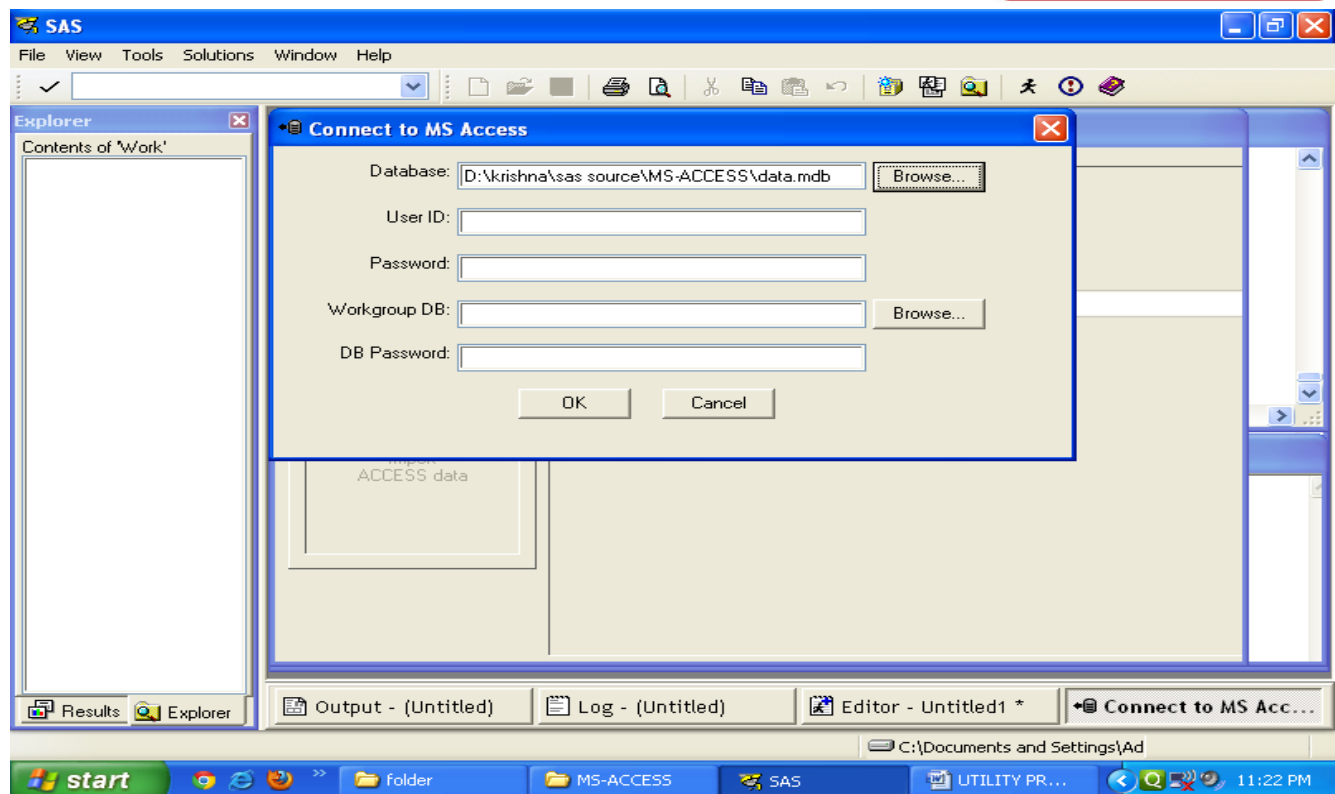 SAS
File View Tools Solutions Window Help
Explorer
Contents of 'Work'
Connect to MS Access
Database: D:\krishna\sas source\MS-ACCESS\data.mdb Browse...
User ID:
Password:
Workgroup DB: Browse...
DB Password:
OK Cancel
ACCESS data
Results Explorer
Output - (Untitled) Log - (Untitled) Editor - Untitled1 * Connect to MS Acc...
C:\Documents and Settings\Ad
start » folder MS-ACCESS SAS UTILITY PR... 11:22 PM